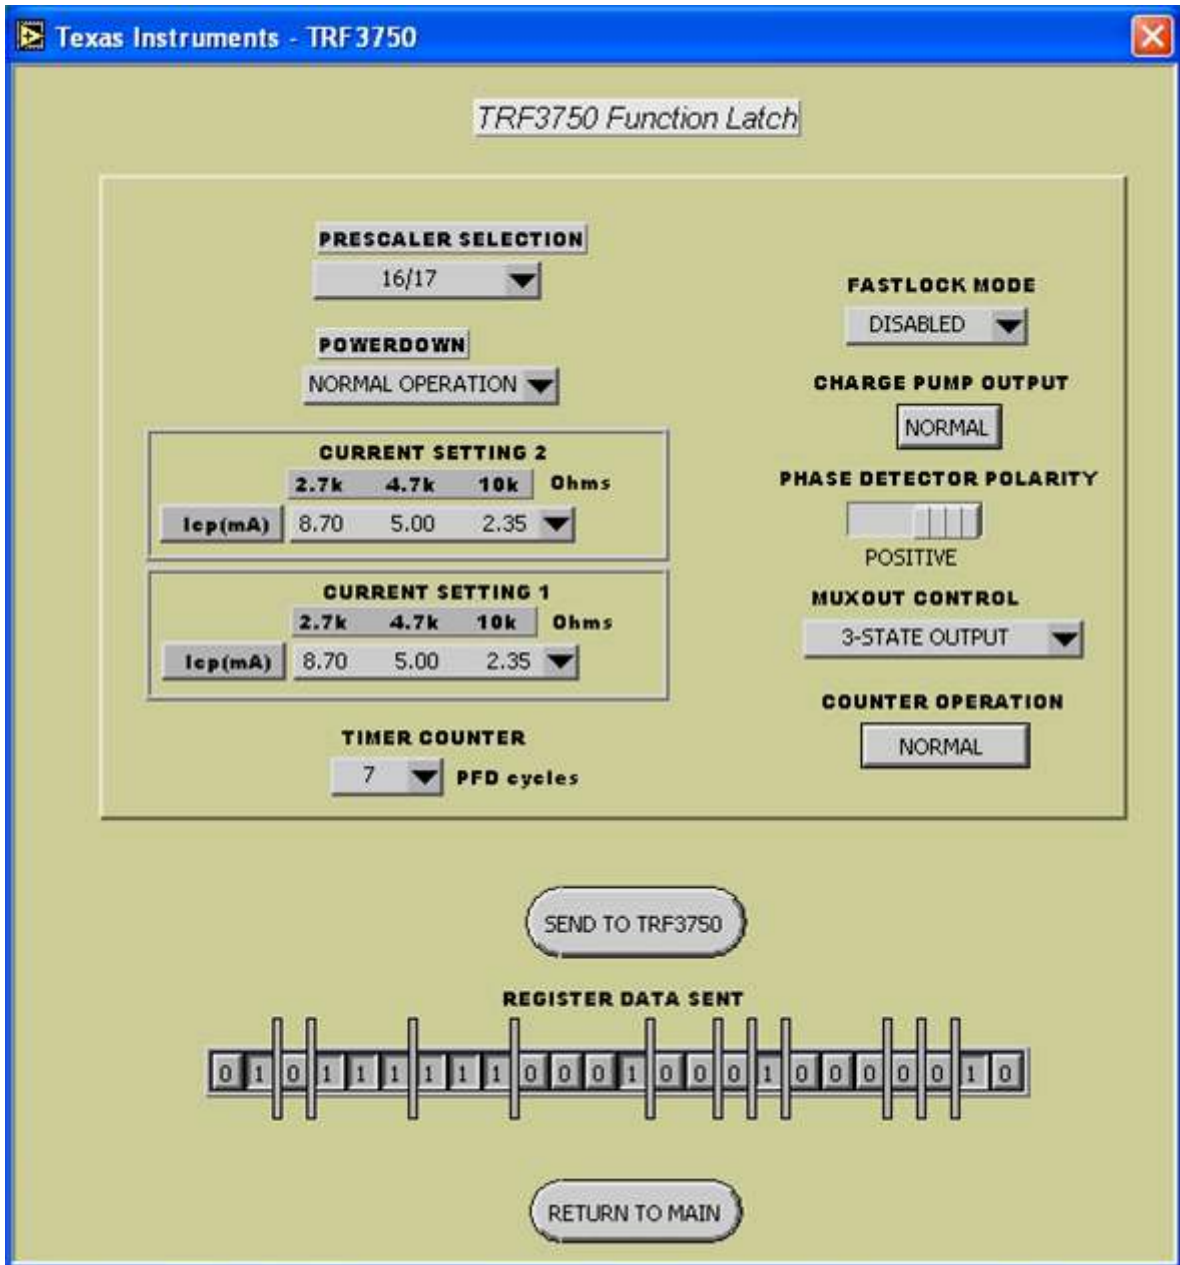 Texas Instruments - TRF3750
TRF3750 Function Latch
PRESCALER SELECTION
16/17
POWERDOWN
NORMAL OPERATION
CURRENT SETTING 2
2.7k 4.7k 10k Ohms
Icp(mA) 8.70 5.00 2.35
CURRENT SETTING 1
2.7k 4.7k 10k Ohms
Icp(mA) 8.70 5.00 2.35
TIMER COUNTER
7 PFD cycles
FASTLOCK MODE
DISABLED
CHARGE PUMP OUTPUT
NORMAL
PHASE DETECTOR POLARITY
POSITIVE
MUXOUT CONTROL
3-STATE OUTPUT
COUNTER OPERATION
NORMAL
SEND TO TRF3750
REGISTER DATA SENT
0 1 0 1 1 1 1 1 1 0 0 0 1 0 0 0 1 0 0 0 0 0 1 0
RETURN TO MAIN